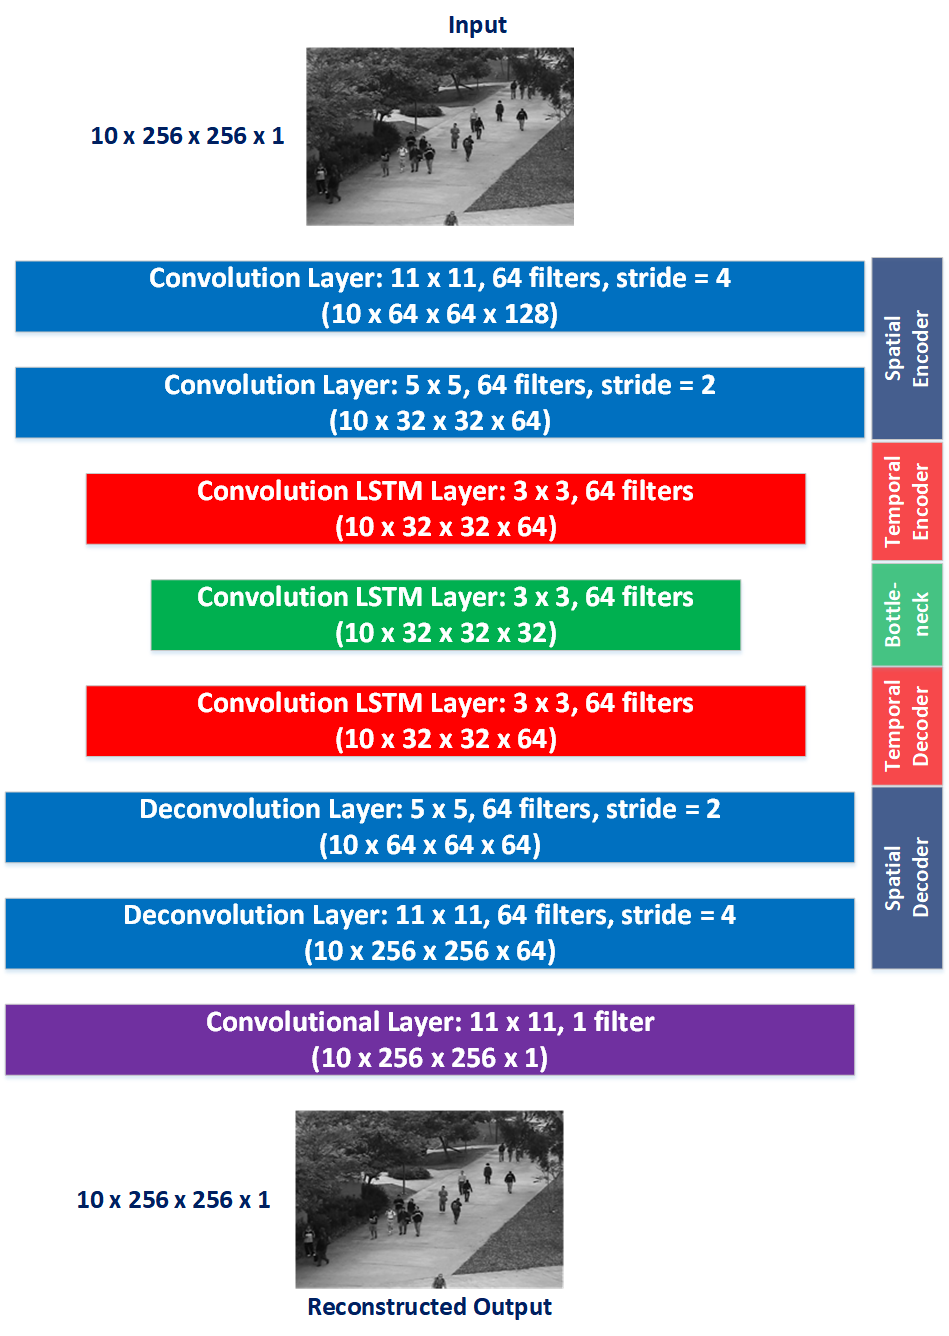 Input
10 x 256 x 256 x 1
Convolution Layer: 11 x 11, 64 filters, stride = 4
(10 x 64 x 64 x 128)
Convolution Layer: 5 x 5, 64 filters, stride = 2
(10 x 32 x 32 x 64)
Spatial
Encoder
Convolution LSTM Layer: 3 x 3, 64 filters
(10 x 32 x 32 x 64)
Temporal
Encoder
Convolution LSTM Layer: 3 x 3, 64 filters
(10 x 32 x 32 x 32)
Bottle-
neck
Convolution LSTM Layer: 3 x 3, 64 filters
(10 x 32 x 32 x 64)
Temporal
Decoder
Deconvolution Layer: 5 x 5, 64 filters, stride = 2
(10 x 64 x 64 x 64)
Deconvolution Layer: 11 x 11, 64 filters, stride = 4
(10 x 256 x 256 x 64)
Spatial
Decoder
Convolutional Layer: 11 x 11, 1 filter
(10 x 256 x 256 x 1)
10 x 256 x 256 x 1
Reconstructed Output